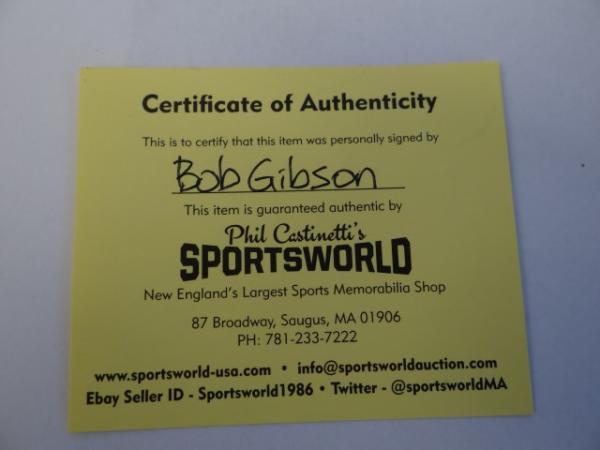 Certificate of Authenticity
This is to certify that this item was personally signed by
Bob Gibson
This item is guaranteed authentic by
Phil Castinetti's
SPORTSWORLD
New England's Largest Sports Memorabilia Shop
87 Broadway, Saugus, MA 01906
PH: 781-233-7222
www.sportsworld-usa.com • info@sportsworldauction.com
Ebay Seller ID - Sportsworld1986 • Twitter - @sportsworldMA